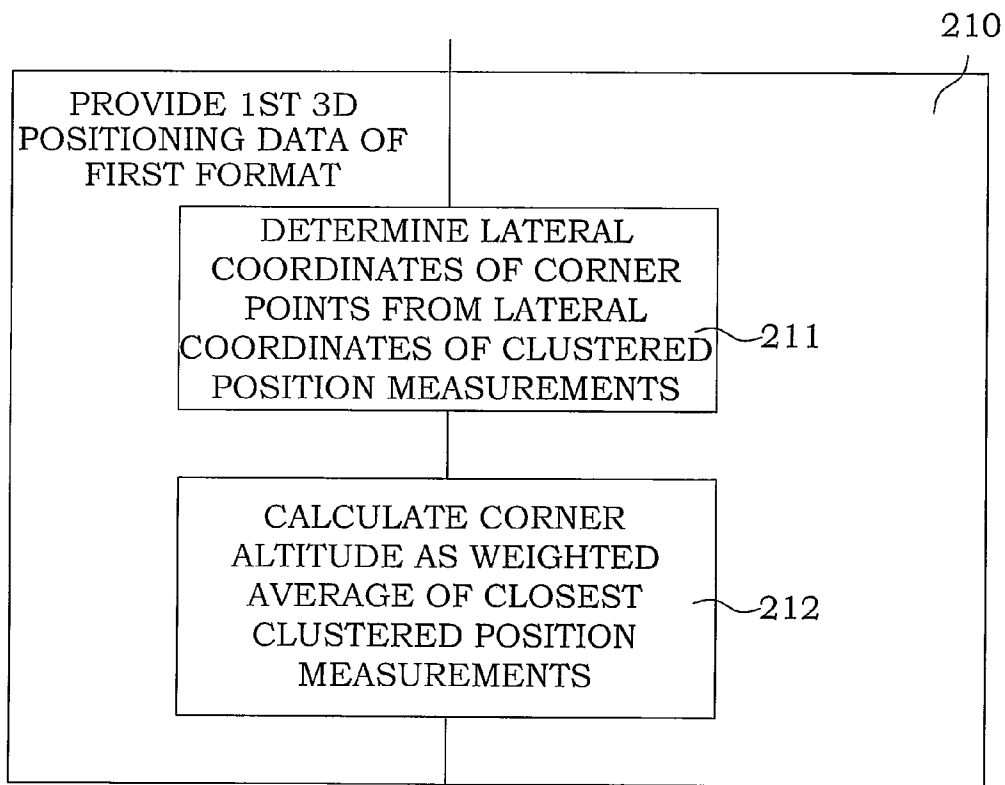 210
PROVIDE 1ST 3D
POSITIONING DATA OF
FIRST FORMAT
DETERMINE LATERAL
COORDINATES OF CORNER
POINTS FROM LATERAL
COORDINATES OF CLUSTERED
POSITION MEASUREMENTS
211
CALCULATE CORNER
ALTITUDE AS WEIGHTED
AVERAGE OF CLOSEST
CLUSTERED POSITION
MEASUREMENTS
212